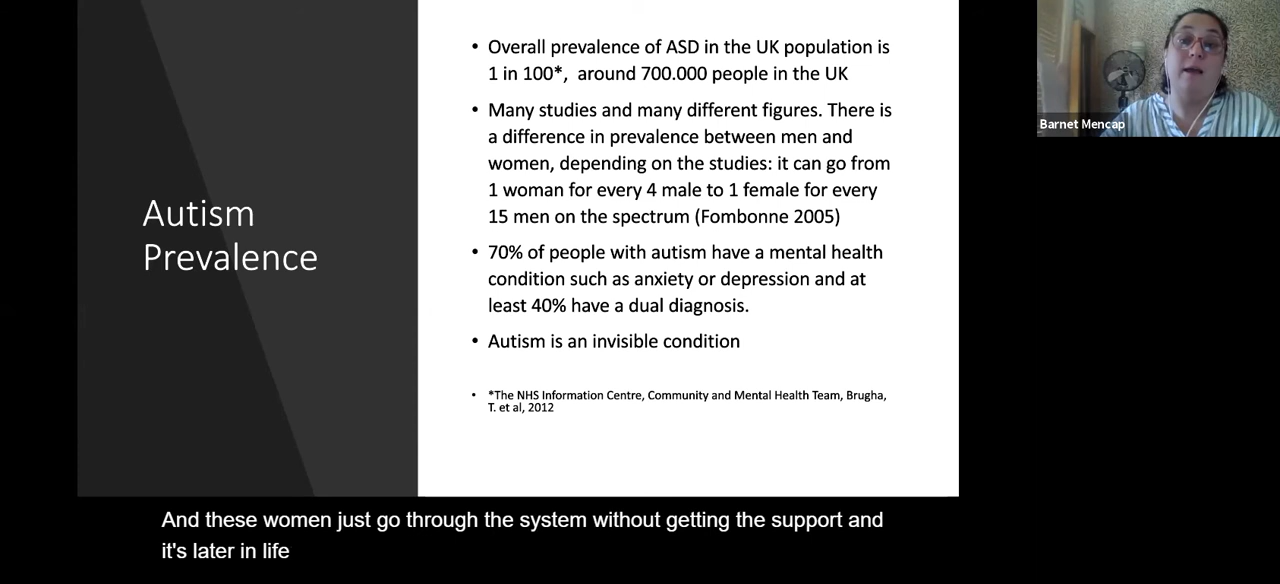 Autism
Prevalence
• Overall prevalence of ASD in the UK population is
1 in 100*, around 700.000 people in the UK
• Many studies and many different figures. There is
a difference in prevalence between men and
women, depending on the studies: it can go from
1 woman for every 4 male to 1 female for every
15 men on the spectrum (Fombonne 2005)
• 70% of people with autism have a mental health
condition such as anxiety or depression and at
least 40% have a dual diagnosis.
• Autism is an invisible condition
• *The NHS Information Centre, Community and Mental Health Team, Brugha,
T. et al, 2012
Barnet Mencap
And these women just go through the system without getting the support and
it's later in life